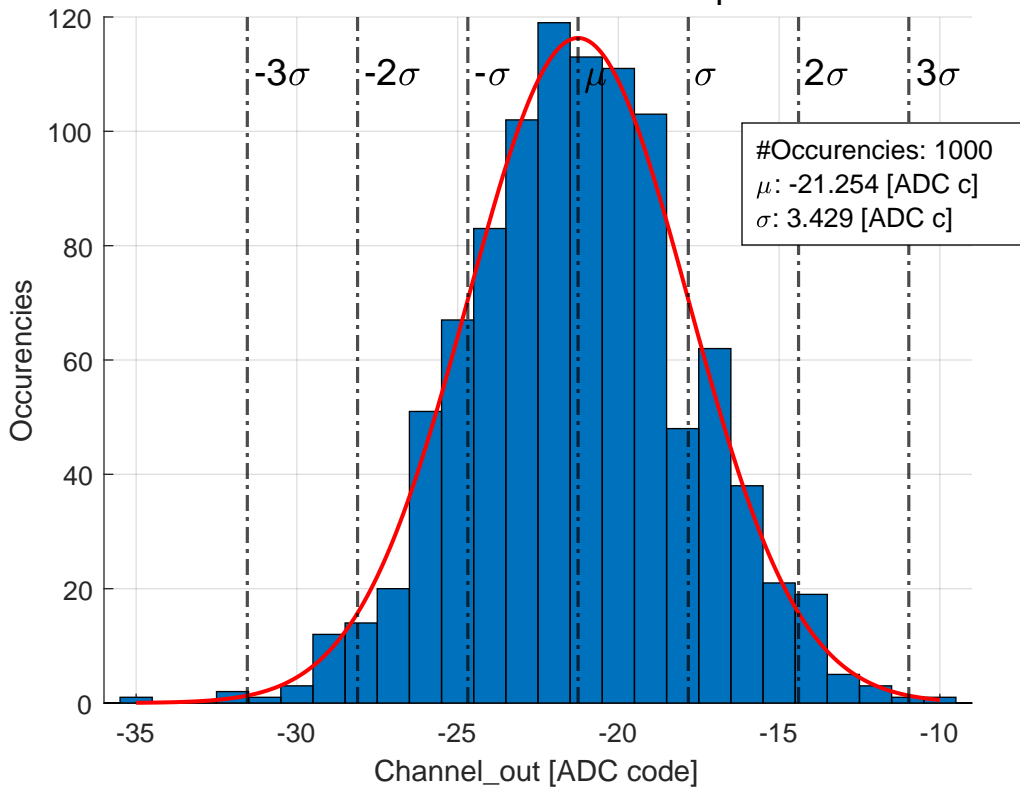 120
100
80
60
40
20
0
-3σ -2σ -σ μ σ 2σ 3σ
#Occurencies: 1000
μ: -21.254 [ADC c]
σ: 3.429 [ADC c]
Occurencies
-35 -30 -25 -20 -15 -10
Channel_out [ADC code]